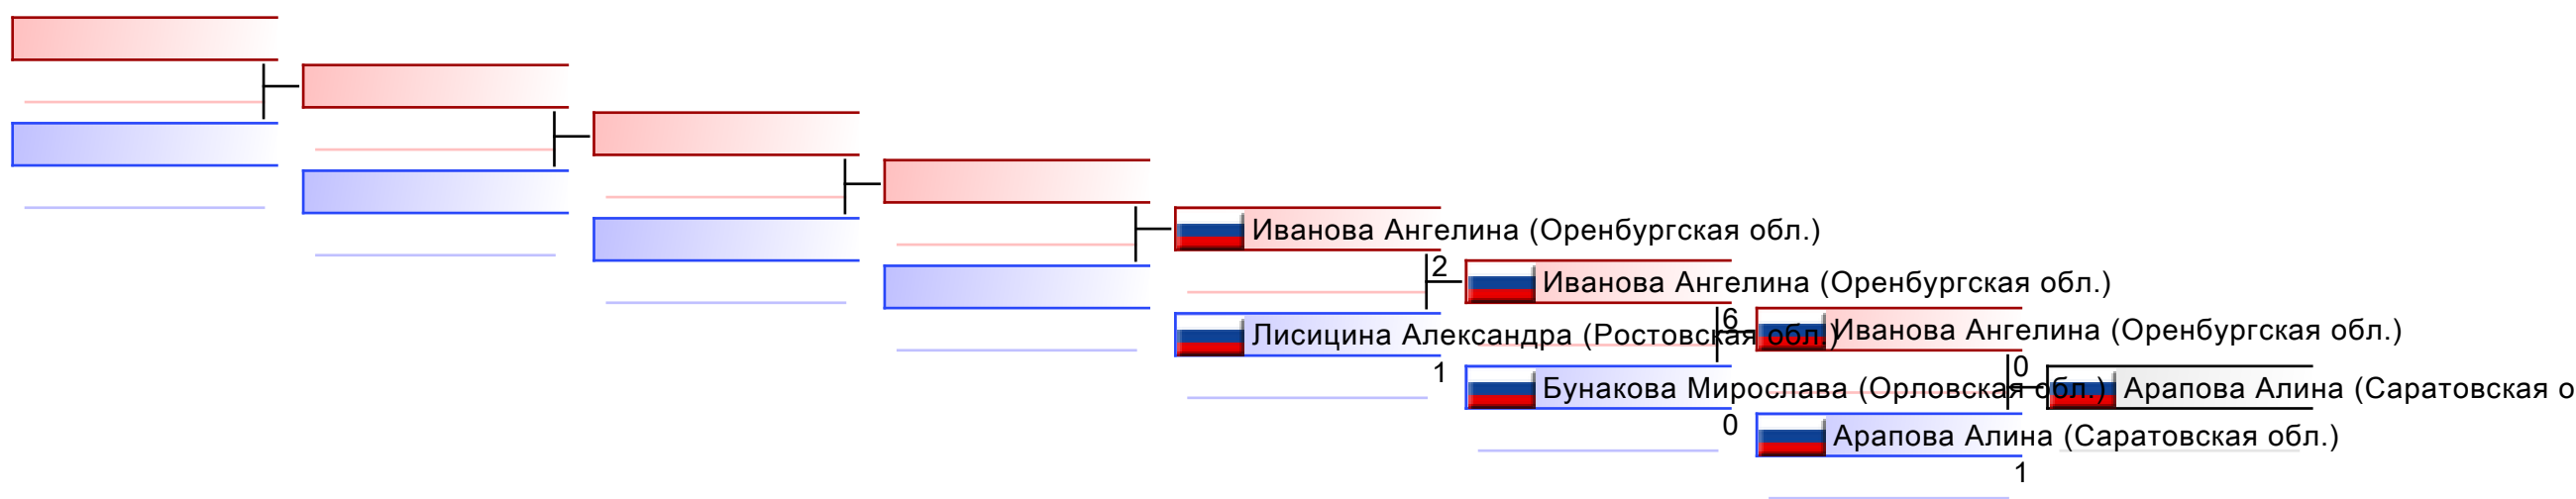 Иванова Ангелина (Оренбургская обл.)
2
Иванова Ангелина (Оренбургская обл.)
Лисицина Александра (Ростовская обл.)
6
Иванова Ангелина (Оренбургская обл.)
1
Бунакова Мирослава (Орловская обл.)
0
Арапова Алина (Саратовская о
0
Арапова Алина (Саратовская обл.)
1